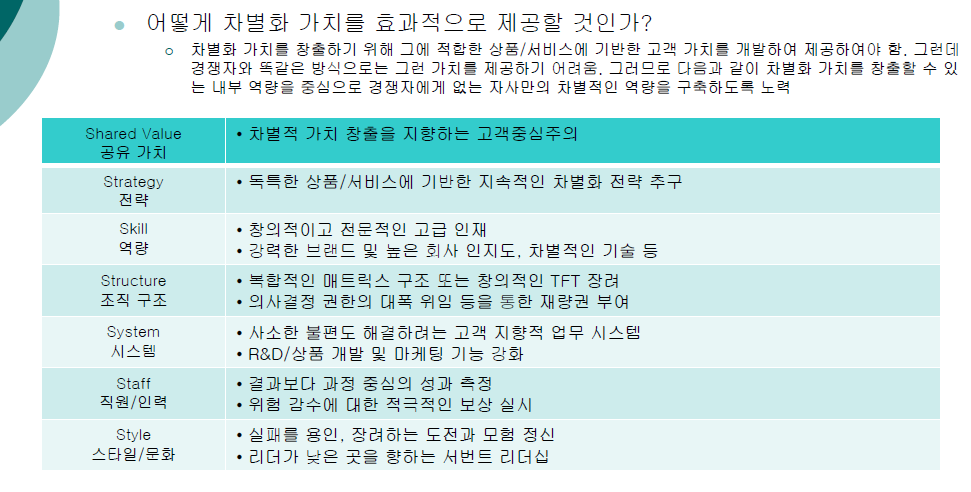 어떻게 차별화 가치를 효과적으로 제공할 것인가?
차별화 가치를 창출하기 위해 그에 적합한 상품/서비스에 기반한 고객 가치를 개발하여 제공하여야 함. 그런데
경쟁자와 똑같은 방식으로는 그런 가치를 제공하기 어려움. 그러므로 다음과 같이 차별화 가치를 창출할 수 있
는 내부 역량을 중심으로 경쟁자에게 없는 자사만의 차별적인 역량을 구축하도록 노력
Shared Value
공유 가치
• 차별적 가치 창출을 지향하는 고객중심주의
Strategy
전략
• 독특한 상품/서비스에 기반한 지속적인 차별화 전략 추구
Skill
역량
• 창의적이고 전문적인 고급 인재
• 강력한 브랜드 및 높은 회사 인지도, 차별적인 기술 등
Structure
조직 구조
• 복합적인 매트릭스 구조 또는 창의적인 TFT 장려
• 의사결정 권한의 대폭 위임 등을 통한 재량권 부여
System
시스템
• 사소한 불편도 해결하려는 고객 지향적 업무 시스템
• R&D/상품 개발 및 마케팅 기능 강화
Staff
직원/인력
• 결과보다 과정 중심의 성과 측정
• 위험 감수에 대한 적극적인 보상 실시
Style
스타일/문화
• 실패를 용인, 장려하는 도전과 모험 정신
• 리더가 낮은 곳을 향하는 서번트 리더십